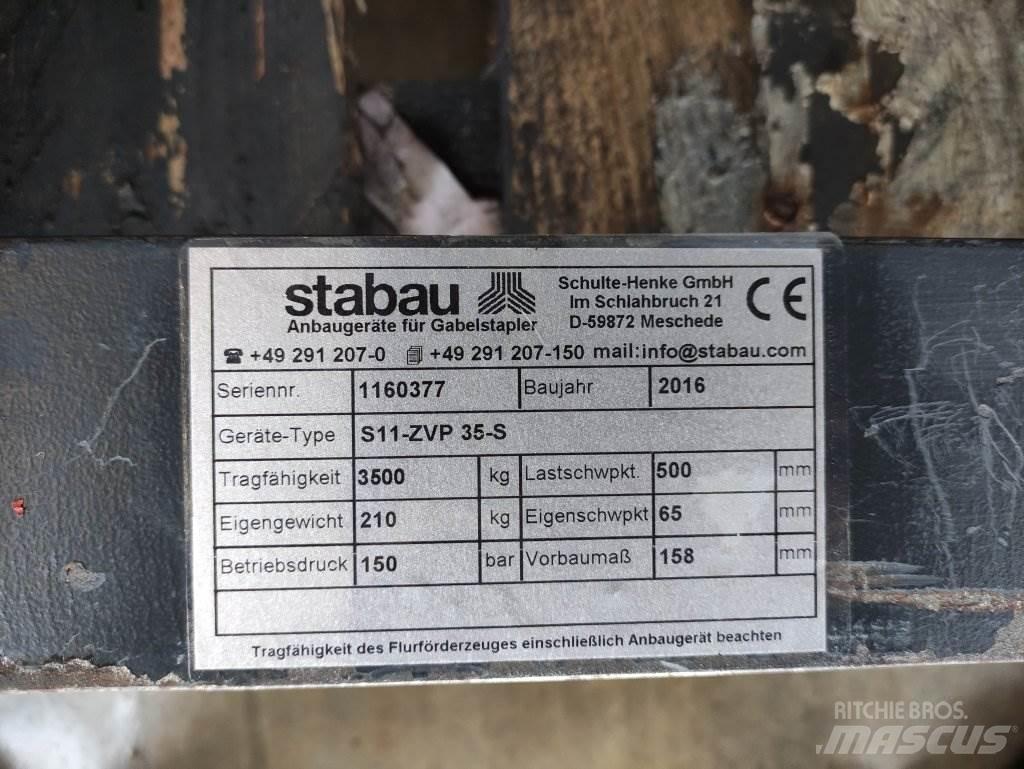 stabau
Anbaugeräte für Gabelstapler
Schulte-Henke GmbH
Im Schlahbruch 21
D-59872 Meschede
CE
+49 291 207-0 +49 291 207-150 mail:info@stabau.com
Seriennr. 1160377 Baujahr 2016
Geräte-Type S11-ZVP 35-S
Tragfähigkeit 3500 kg Lastschwpkt. 500 mm
Eigengewicht 210 kg Eigenschwpkt 65 mm
Betriebsdruck 150 bar Vorbaumaß 158 mm
Tragfähigkeit des Flurförderzeuges einschließlich Anbaugerät beachten
RITCHIE BROS.
MASCUS